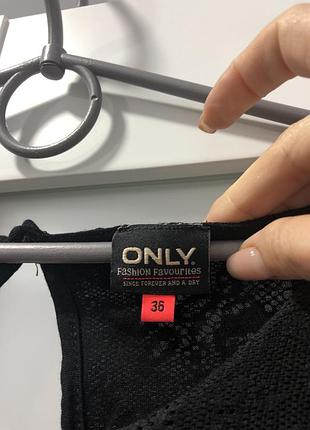 ONLY
Fashion Favourites
SINCE FOREVER AND A DAY
36